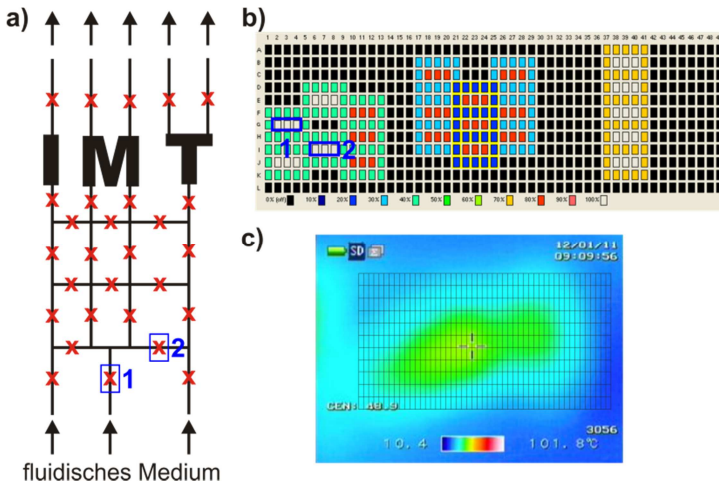 a)
I M T
1
2
fluidisches Medium
b)
1 2 3 4 5 6 7 8 9 10 11 12 13 14 15 16 17 18 19 20 21 22 23 24 25 26 27 28 29 30 31 32 33 34 35 36 37 38 39 40 41 42 43 44 45 46 47
A
B
C
D
E
F
G
H
I
J
K
L
1
2
0% (off) 10% 20% 30% 40% 50% 60% 70% 80% 90% 100%
c)
SD
12/01/11
09:09:56
CEN: 48.9
3056
10.4 101.8℃